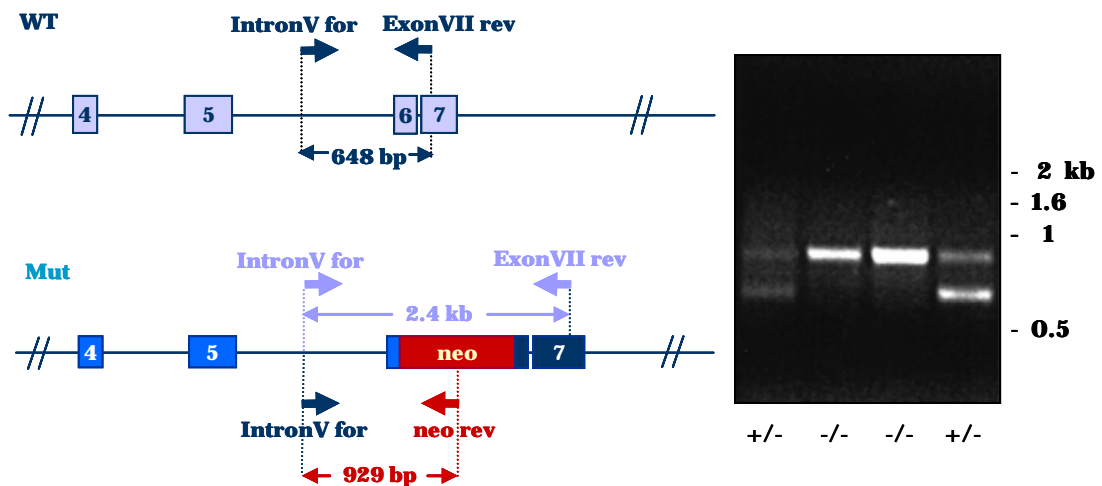 WT
IntronV for
ExonVII rev
4
5
6
7
648 bp
Mut
IntronV for
ExonVII rev
2.4 kb
4
5
neo
7
IntronV for
neo rev
929 bp
- 2 kb
- 1.6
- 1
- 0.5
+/- -/- -/- +/-